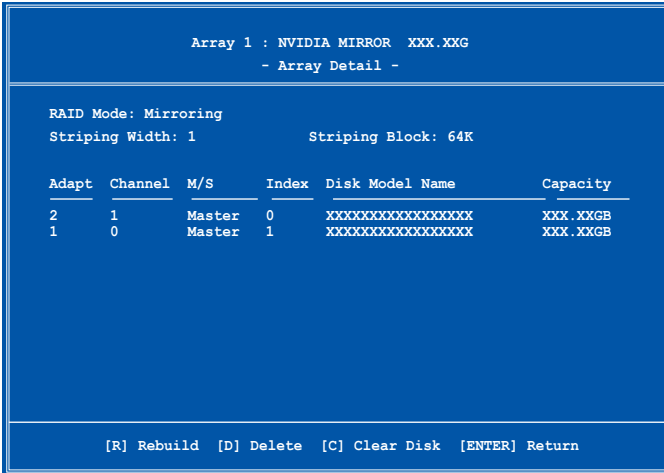 Array 1 : NVIDIA MIRROR XXX.XXG
- Array Detail -
RAID Mode: Mirroring
Striping Width: 1 Striping Block: 64K
Adapt Channel M/S Index Disk Model Name Capacity
2 1 Master 0 XXXXXXXXXXXXXXXXX XXX.XXGB
1 0 Master 1 XXXXXXXXXXXXXXXXX XXX.XXGB
[R] Rebuild [D] Delete [C] Clear Disk [ENTER] Return